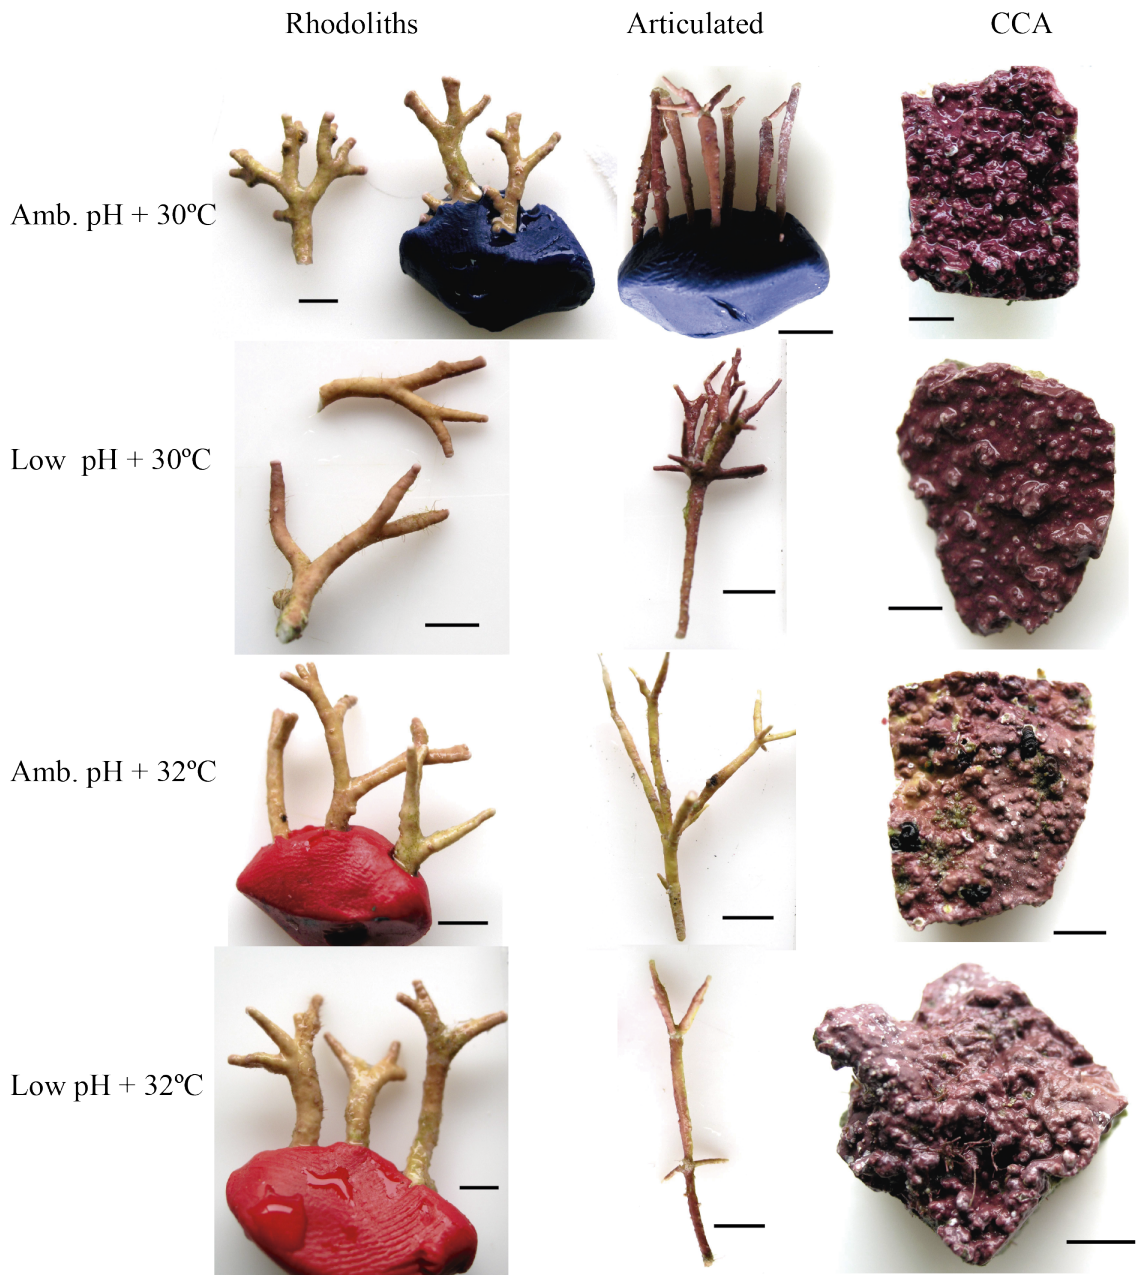 Rhodoliths Articulated CCA
Amb. pH + 30ºC
Low pH + 30ºC
Amb. pH + 32ºC
Low pH + 32ºC